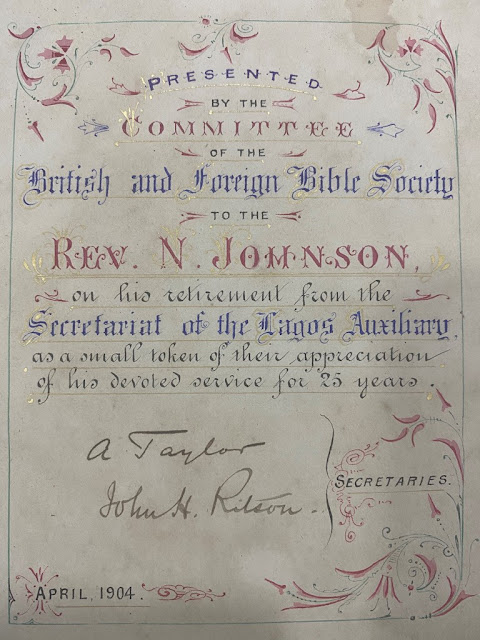 PRESENTED
BY THE
COMMITTEE
OF THE
British and Foreign Bible Society
TO THE
REV. N. JOHNSON,
on his retirement from the
Secretariat of the Lagos Auxiliary,
as a small token of their appreciation
of his devoted service for 25 years.
A Taylor
John H. Ritson.
SECRETARIES.
APRIL, 1904.